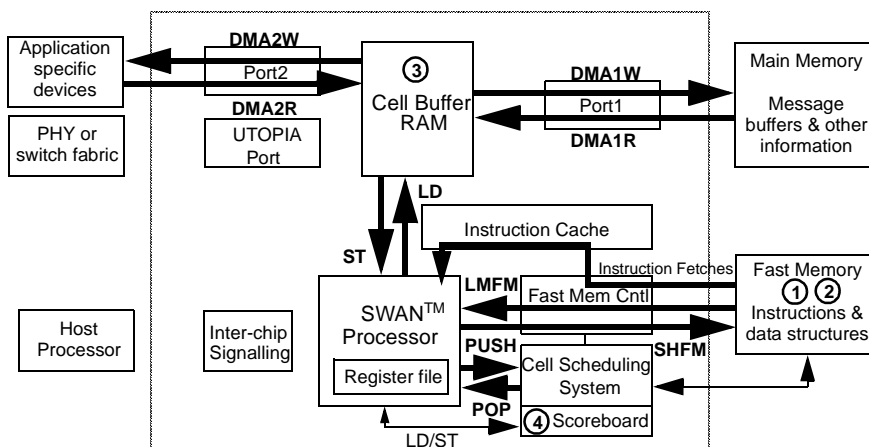 Application
specific
devices
DMA2W
Port2
DMA2R
PHY or
switch fabric
UTOPIA
Port
3
Cell Buffer
RAM
DMA1W
Port1
DMA1R
Main Memory
Message
buffers & other
information
LD
ST
Instruction Cache
Instruction Fetches
LMFM
Fast Mem Cntl
Fast Memory
1 2
Instructions &
data structures
SHFM
Host
Processor
Inter-chip
Signalling
SWAN™
Processor
Register file
PUSH
POP
Cell Scheduling
System
4 Scoreboard
LD/ST